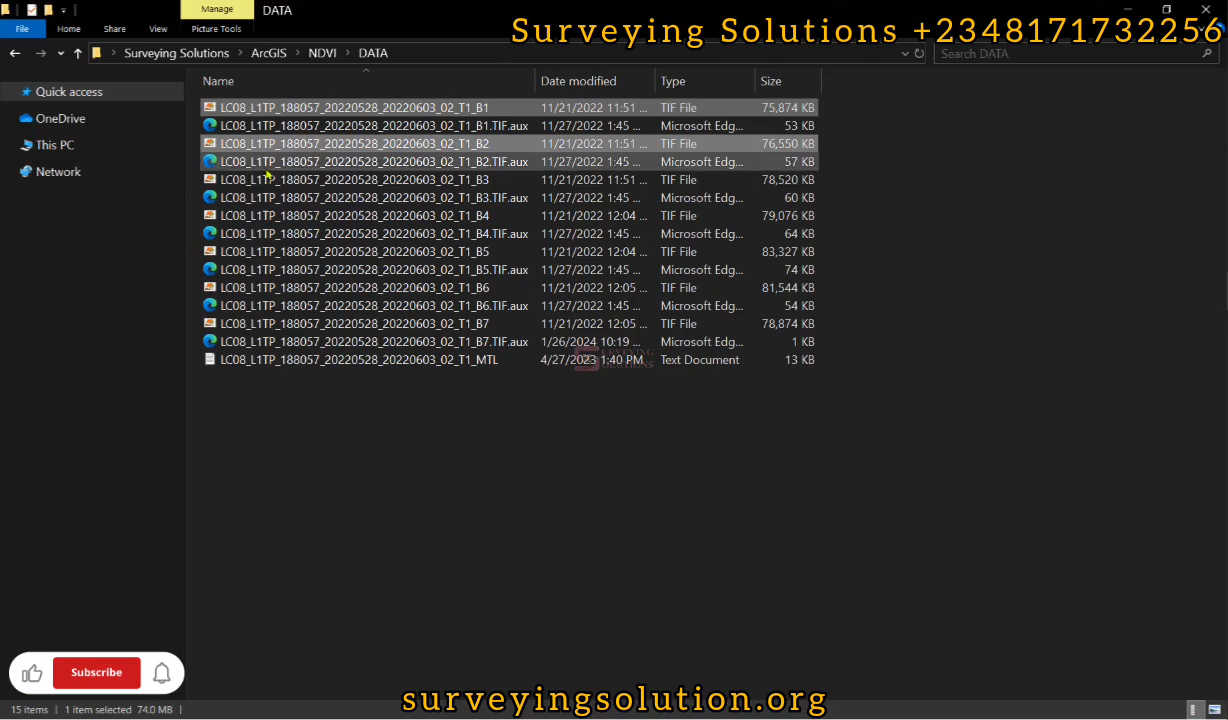 Manage
DATA
File
Home
Share
View
Picture Tools
Surveying Solutions +2348171732256
Surveying Solutions
ArcGIS
NDVI
DATA
Search DATA
Name
Date modified
Type
Size
Quick access
OneDrive
This PC
Network
LC08_L1TP_188057_20220528_20220603_02_T1_B1 11/21/2022 11:51 ... TIF File 75,874 KB
LC08_L1TP_188057_20220528_20220603_02_T1_B1.TIF.aux 11/27/2022 1:45 ... Microsoft Edg... 53 KB
LC08_L1TP_188057_20220528_20220603_02_T1_B2 11/21/2022 11:51 ... TIF File 76,550 KB
LC08_L1TP_188057_20220528_20220603_02_T1_B2.TIF.aux 11/27/2022 1:45 ... Microsoft Edg... 57 KB
LC08_L1TP_188057_20220528_20220603_02_T1_B3 11/21/2022 11:51 ... TIF File 78,520 KB
LC08_L1TP_188057_20220528_20220603_02_T1_B3.TIF.aux 11/27/2022 1:45 ... Microsoft Edg... 60 KB
LC08_L1TP_188057_20220528_20220603_02_T1_B4 11/21/2022 12:04 ... TIF File 79,076 KB
LC08_L1TP_188057_20220528_20220603_02_T1_B4.TIF.aux 11/27/2022 1:45 ... Microsoft Edg... 64 KB
LC08_L1TP_188057_20220528_20220603_02_T1_B5 11/21/2022 12:04 ... TIF File 83,327 KB
LC08_L1TP_188057_20220528_20220603_02_T1_B5.TIF.aux 11/27/2022 1:45 ... Microsoft Edg... 74 KB
LC08_L1TP_188057_20220528_20220603_02_T1_B6 11/21/2022 12:05 ... TIF File 81,544 KB
LC08_L1TP_188057_20220528_20220603_02_T1_B6.TIF.aux 11/27/2022 1:45 ... Microsoft Edg... 54 KB
LC08_L1TP_188057_20220528_20220603_02_T1_B7 11/21/2022 12:05 ... TIF File 78,874 KB
LC08_L1TP_188057_20220528_20220603_02_T1_B7.TIF.aux 1/26/2024 10:19 ... Microsoft Edg... 1 KB
LC08_L1TP_188057_20220528_20220603_02_T1_MTL 4/27/2023 1:40 PM Text Document 13 KB
Subscribe
surveyingsolution.org
15 items
1 item selected 74.0 MB